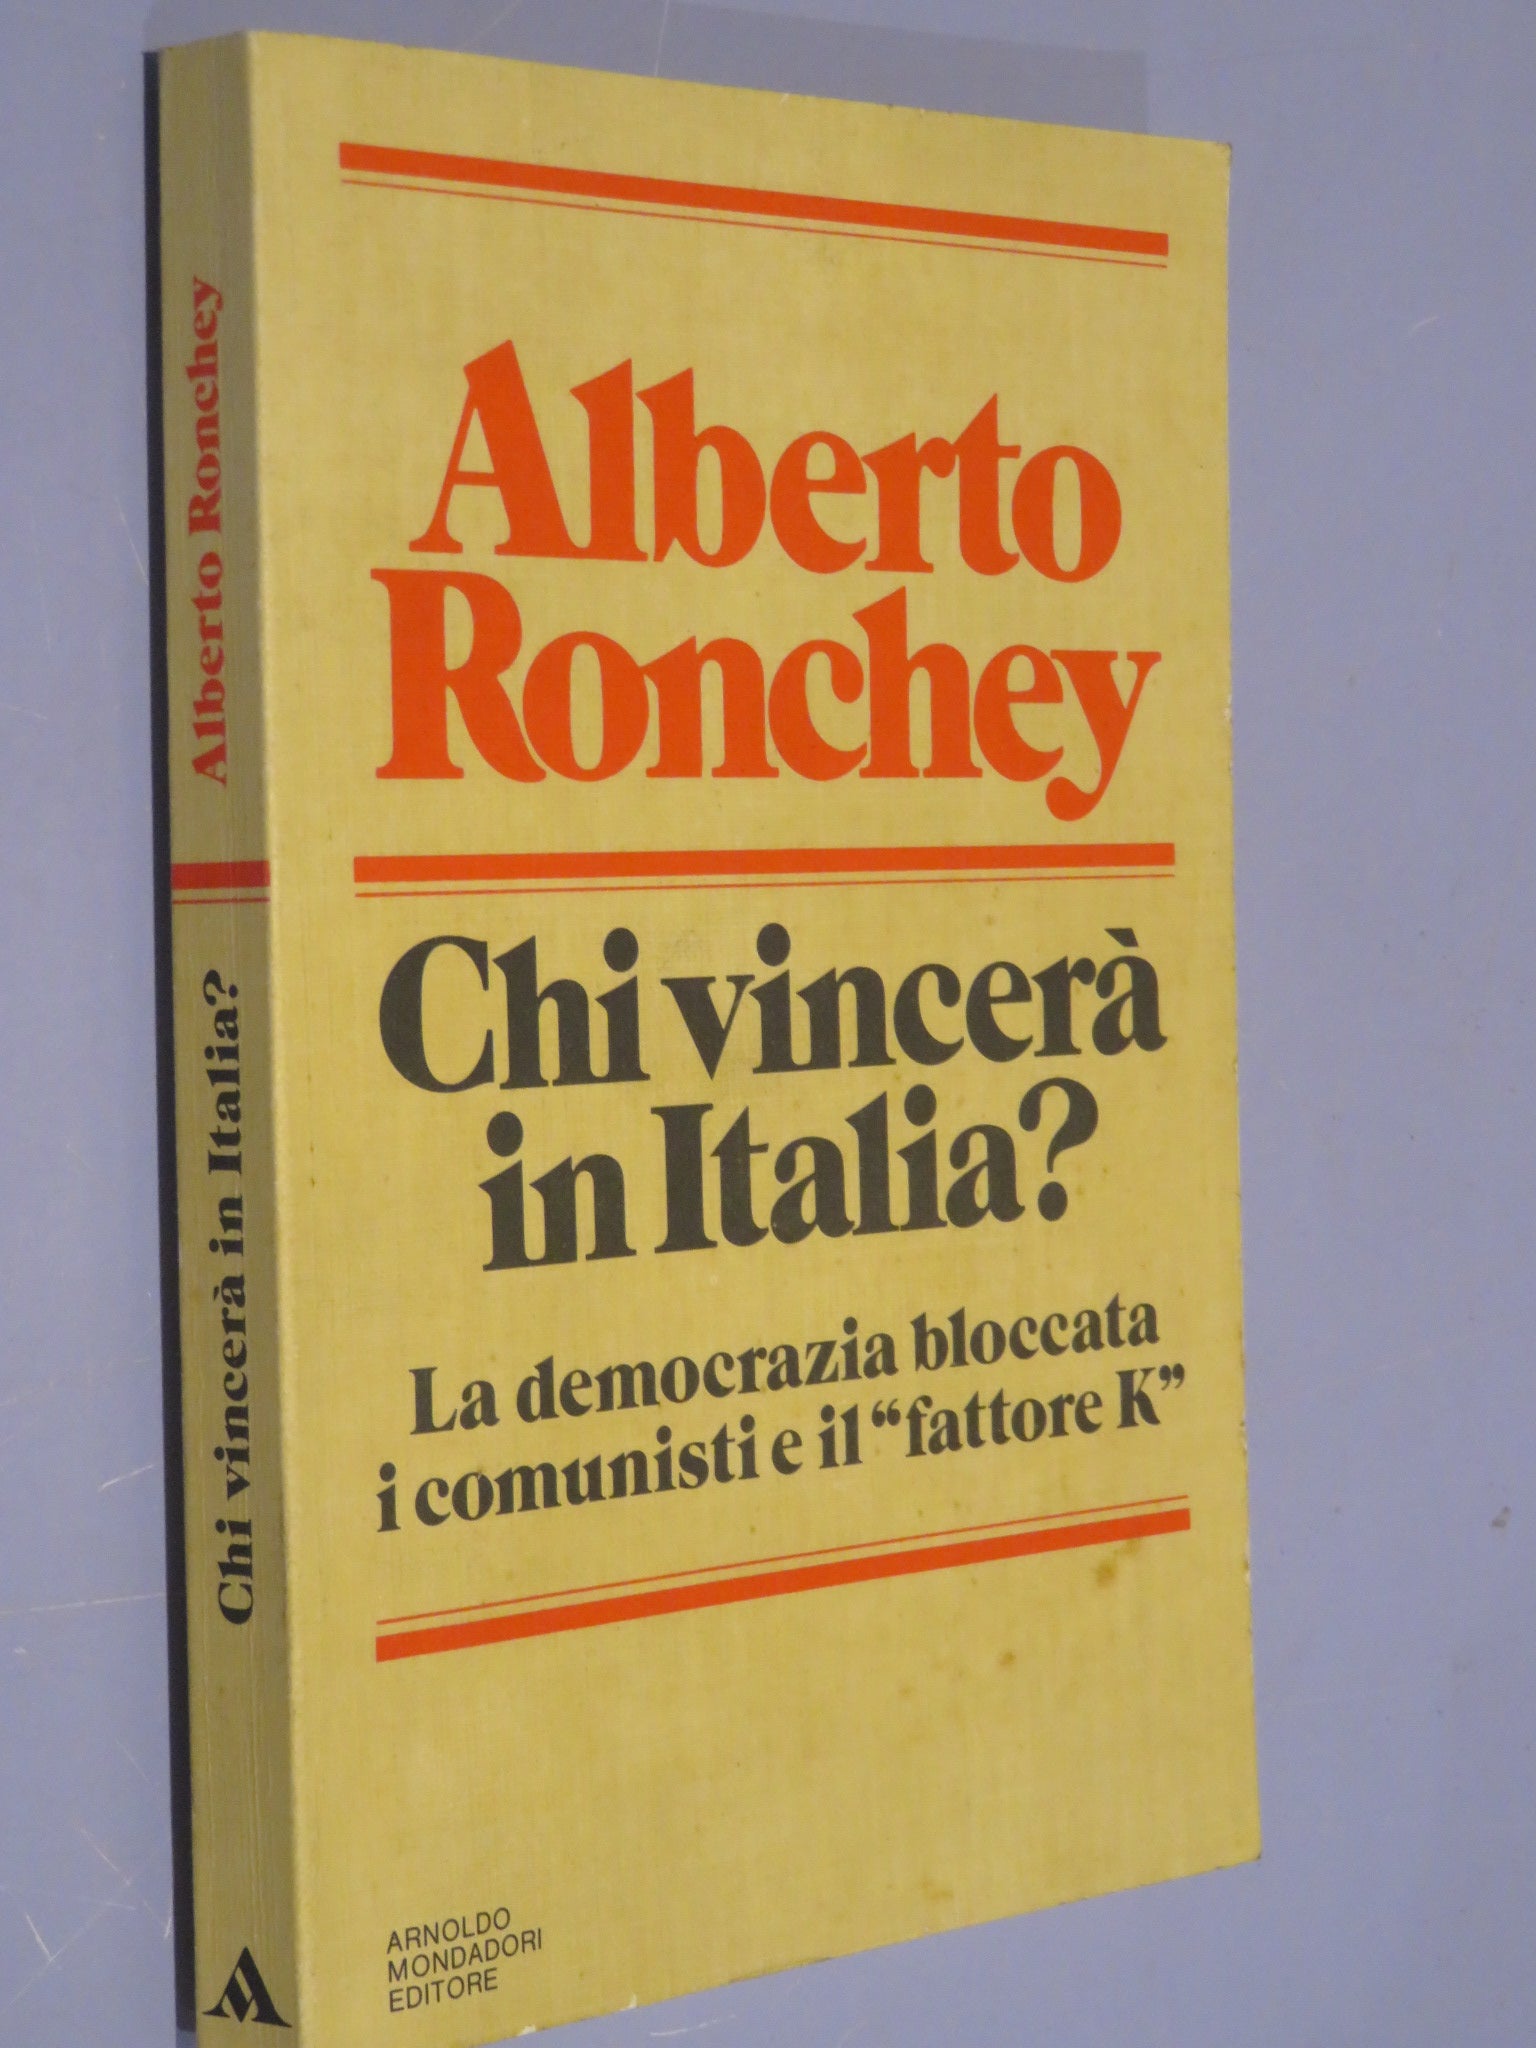 Alberto
Ronchey
Chi vincerà
in Italia?
La democrazia bloccata
i comunisti e il “fattore K”
ARNOLDO
MONDADORI
EDITORE
Alberto Ronchey
Chi vincerà in Italia?